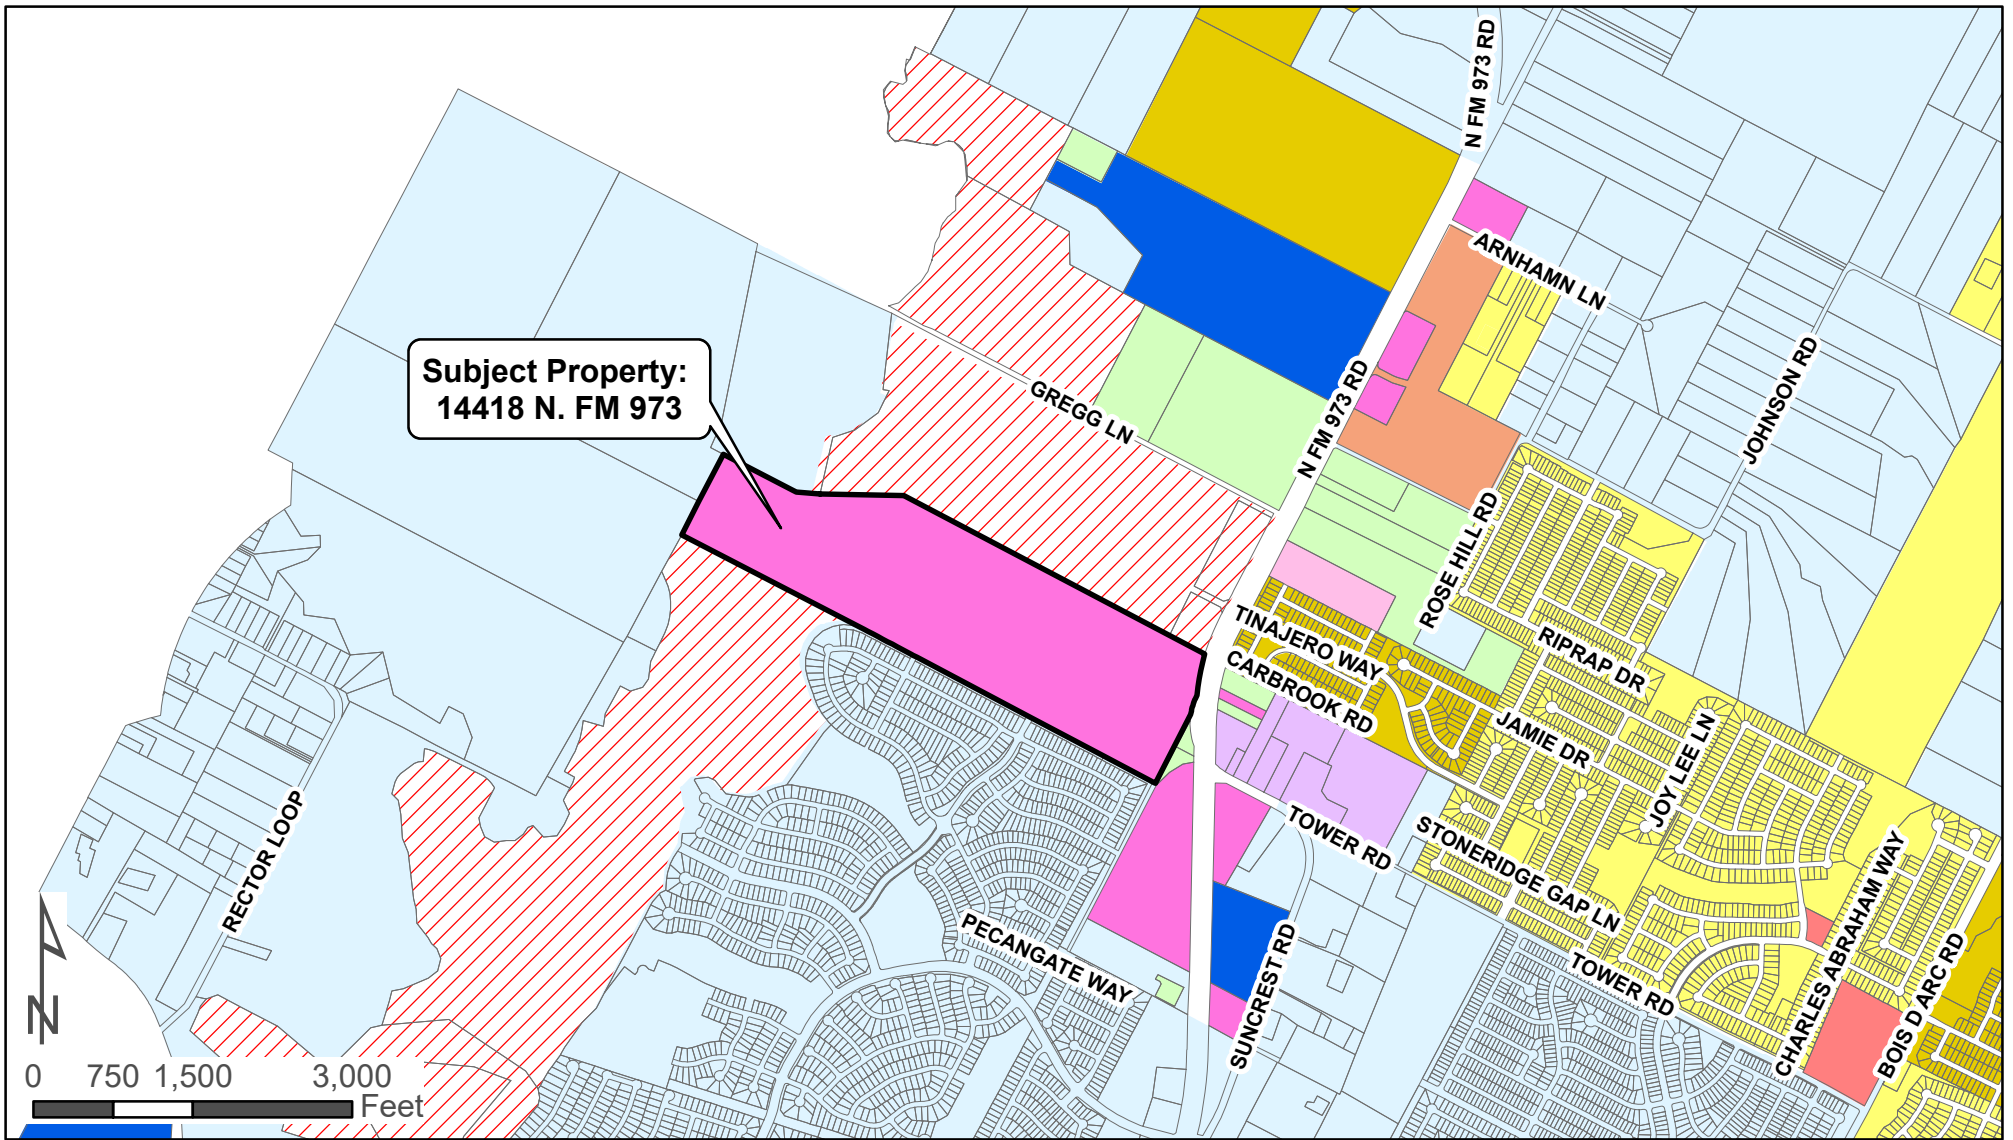 N FM 973 RD
ARNHAMN LN
JOHNSON RD
Subject Property:
14418 N. FM 973
GREGG LN
N FM 973 RD
ROSE HILL RD
TINAJERO WAY
RIPRAP DR
CARBROOK RD
JAMIE DR
JOY LEE LN
TOWER RD
STONERIDGE GAP LN
RECTOR LOOP
PECANGATE WAY
SUNCREST RD
TOWER RD
CHARLES ABRAHAM WAY
BOIS D ARC RD
N
0 750 1,500 3,000
Feet